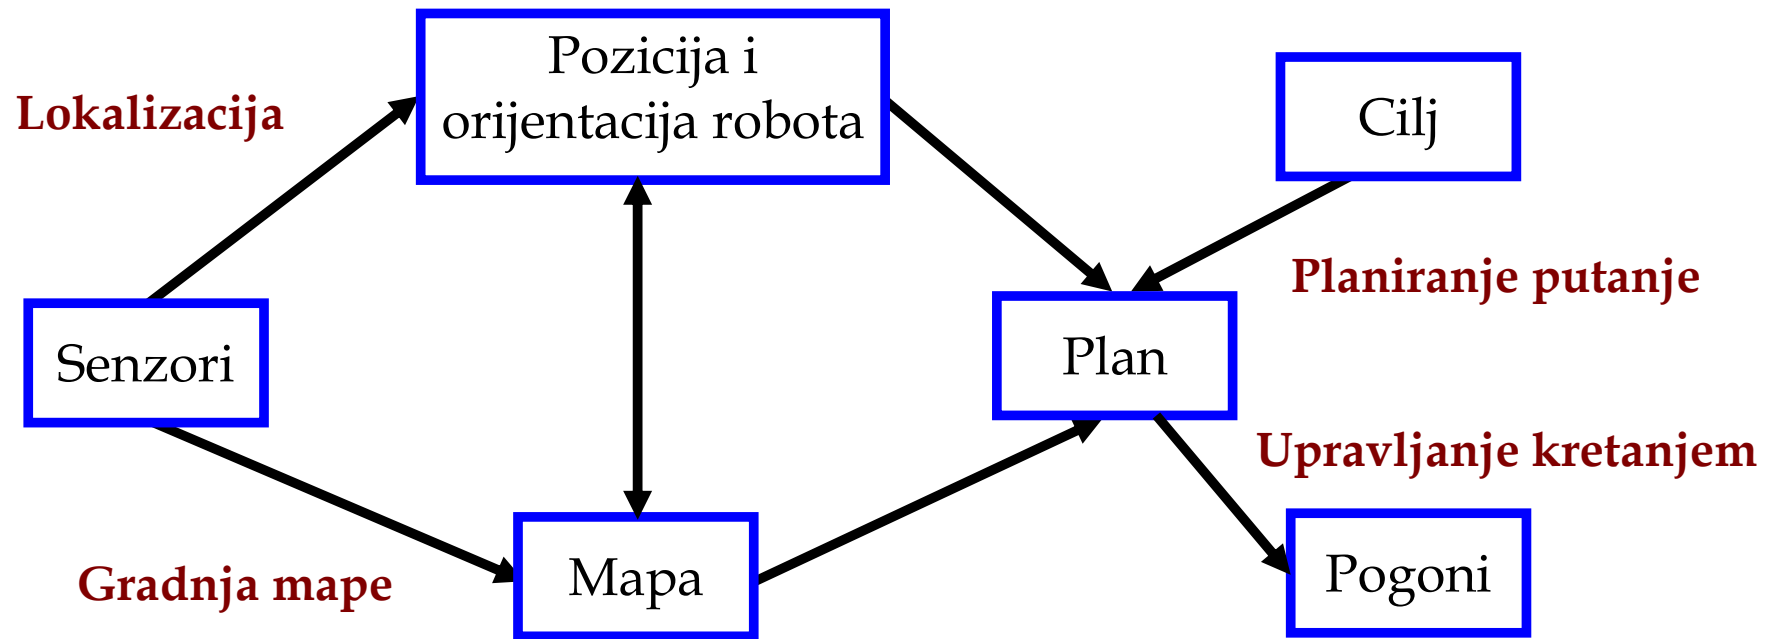 Pozicija i
orijentacija robota
Lokalizacija
Cilj
Planiranje putanje
Senzori
Plan
Upravljanje kretanjem
Gradnja mape
Mapa
Pogoni